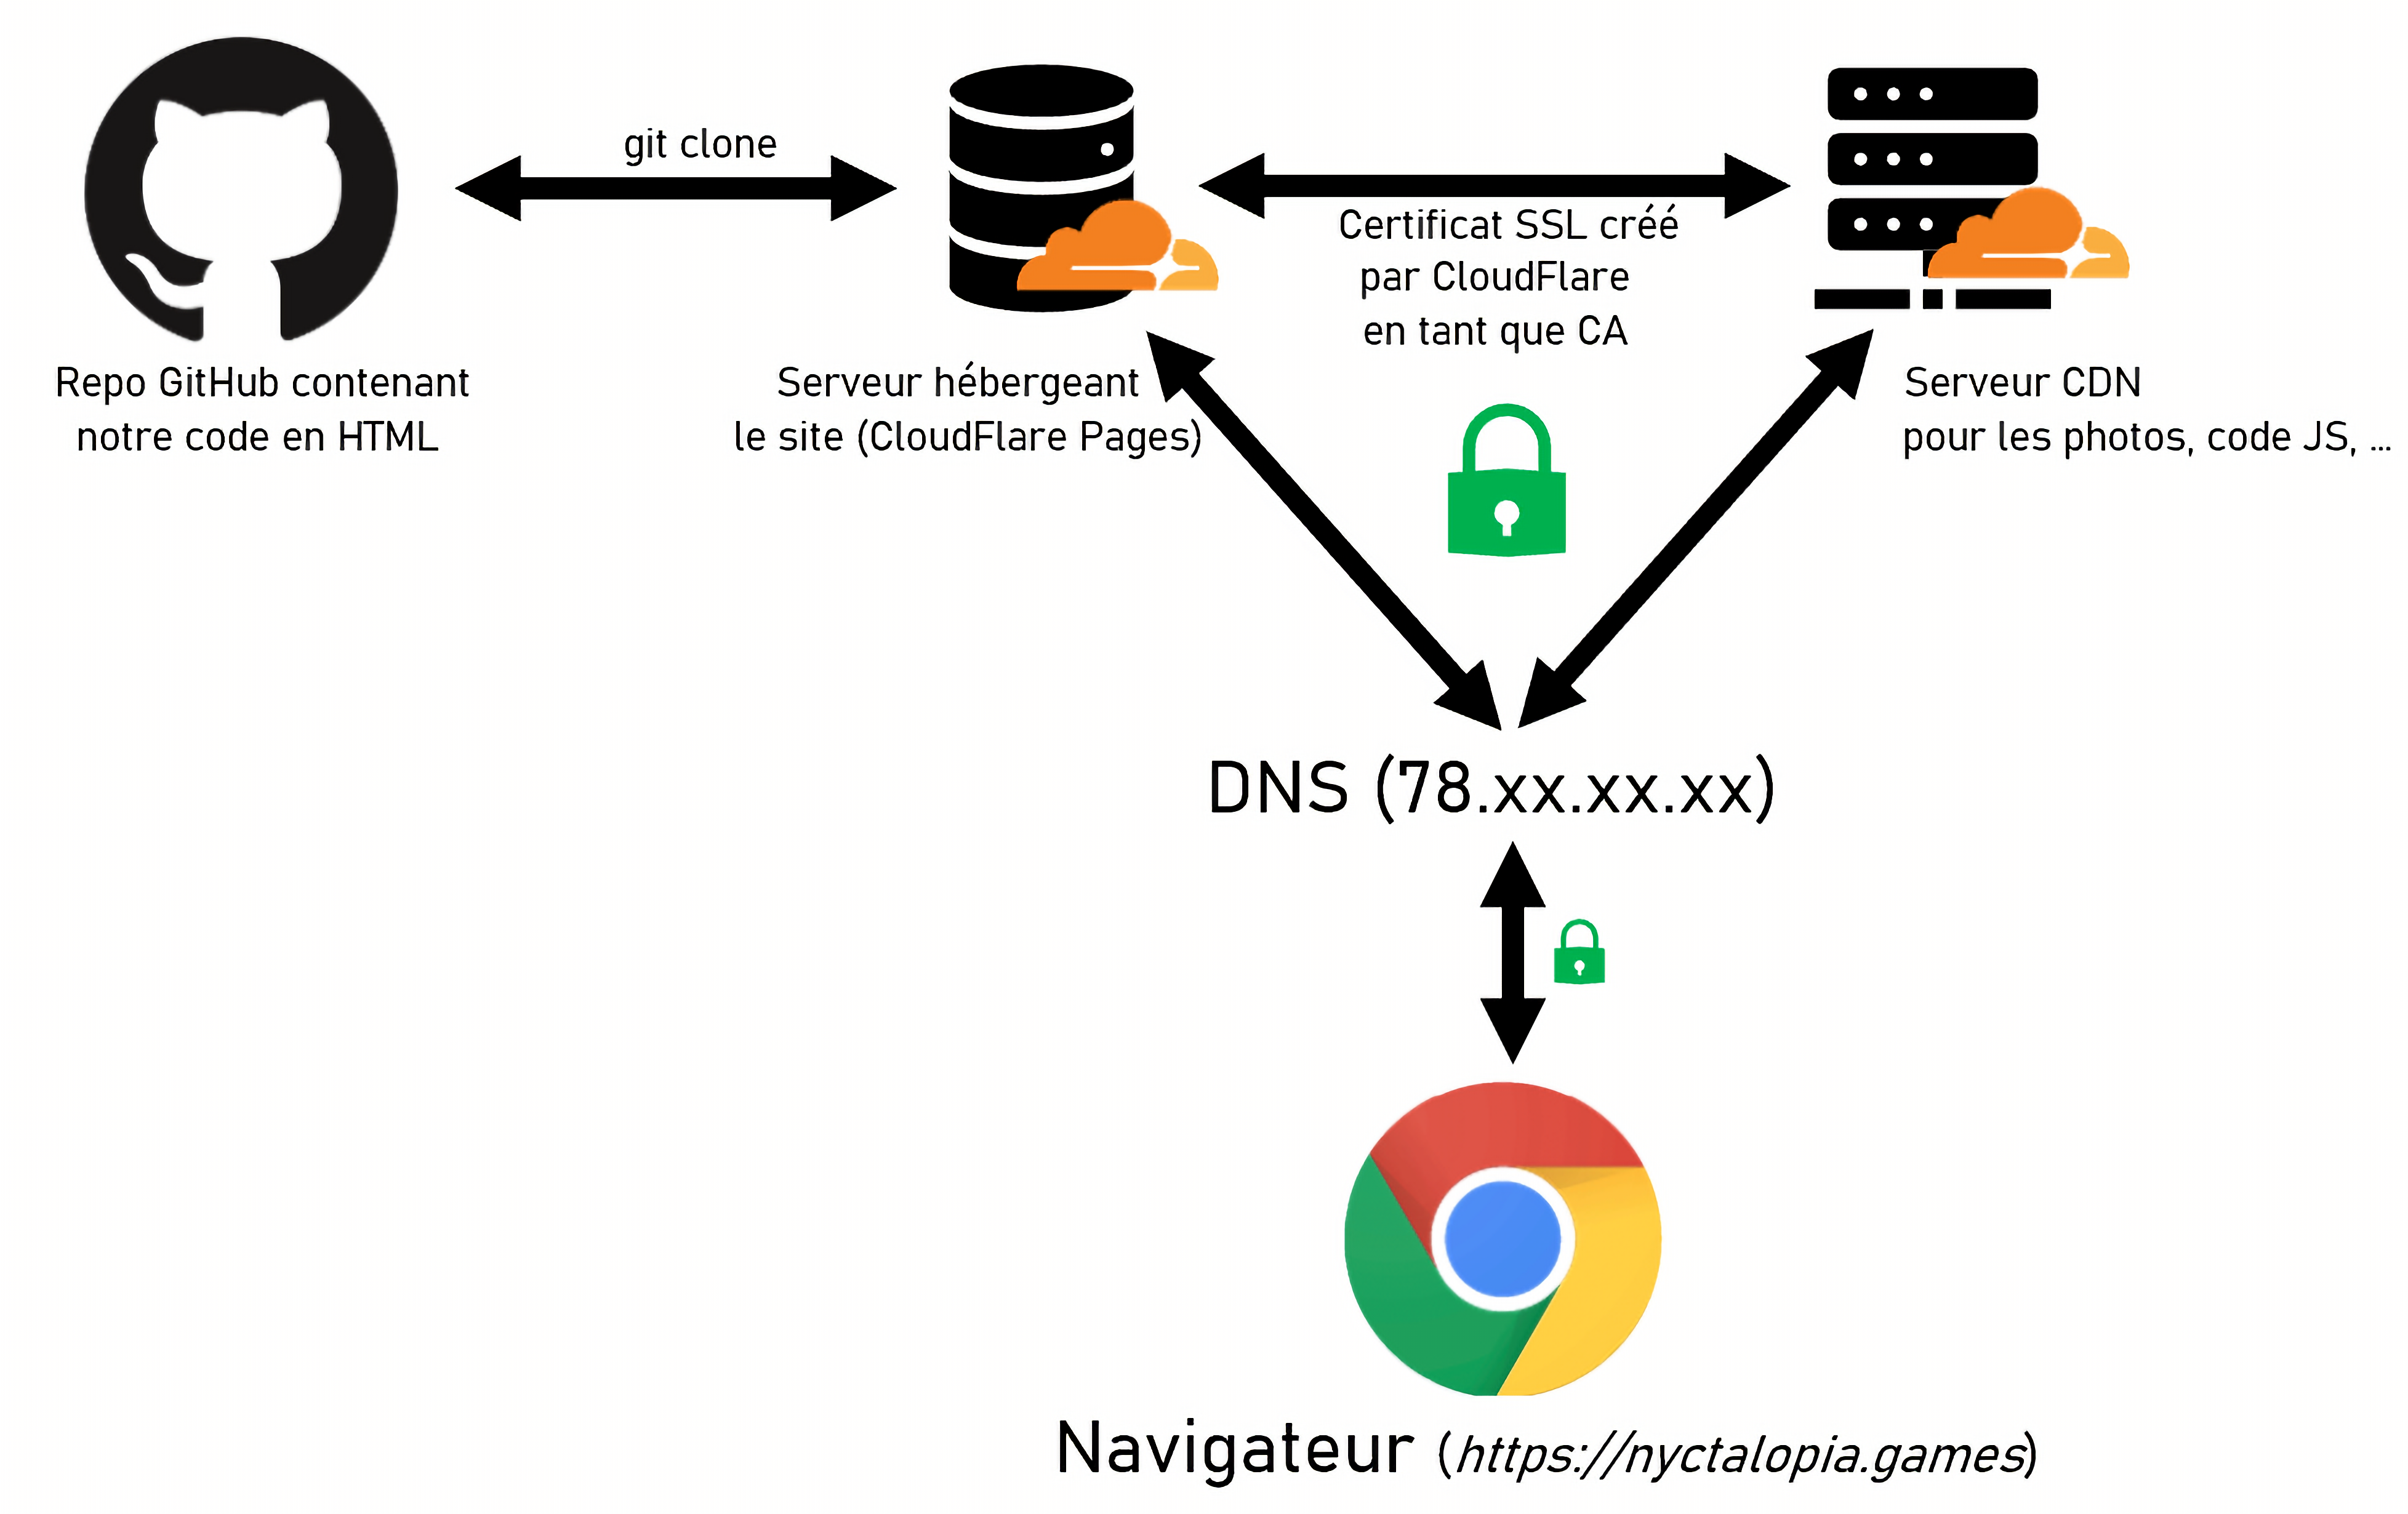 git clone
Certificat SSL créé
par CloudFlare
en tant que CA
Repo GitHub contenant
notre code en HTML
Serveur hébergeant
le site (CloudFlare Pages)
Serveur CDN
pour les photos, code JS, ...
DNS (78.xx.xx.xx)
Navigateur (https://nyctalopia.games)